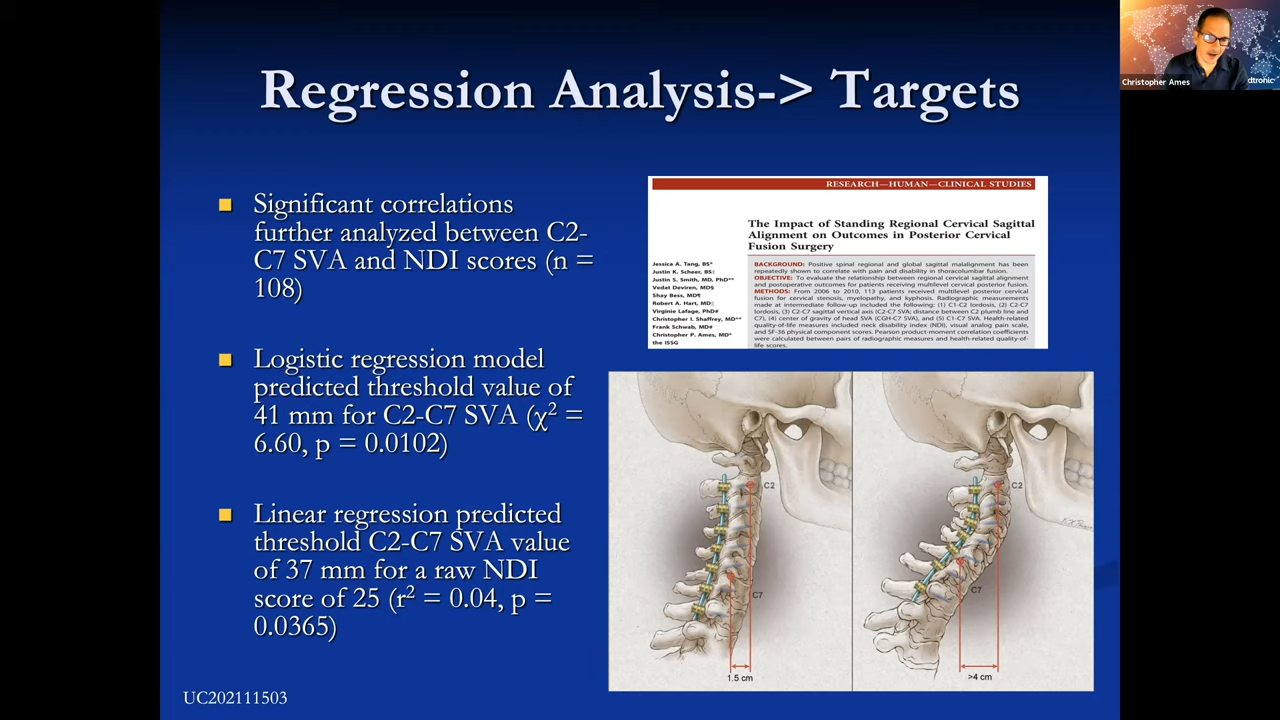 Regression Analysis-> Targets
Significant correlations
further analyzed between C2-
C7 SVA and NDI scores (n =
108)
Logistic regression model
predicted threshold value of
41 mm for C2-C7 SVA (χ² =
6.60, p = 0.0102)
Linear regression predicted
threshold C2-C7 SVA value
of 37 mm for a raw NDI
score of 25 (r² = 0.04, p =
0.0365)
UC202111503
RESEARCH—HUMAN—CLINICAL STUDIES
The Impact of Standing Regional Cervical Sagittal
Alignment on Outcomes in Posterior Cervical
Fusion Surgery
Jessica A. Tang, BS*
Justin K. Scheer, BS‡
Justin S. Smith, MD, PhD**
Vedat Deviren, MD§
Shay Bess, MD¶
Robert A. Hart, MD||
Virginie Lafage, PhD#
Christopher I. Shaffrey, MD**
Frank Schwab, MD#
Christopher P. Ames, MD*
the ISSG
BACKGROUND: Positive spinal regional and global sagittal malalignment has been
repeatedly shown to correlate with pain and disability in thoracolumbar fusion.
OBJECTIVE: To evaluate the relationship between regional cervical sagittal alignment
and postoperative outcomes for patients receiving multilevel cervical posterior fusion.
METHODS: From 2006 to 2010, 113 patients received multilevel posterior cervical
fusion for cervical stenosis, myelopathy, and kyphosis. Radiographic measurements
made at intermediate follow-up included the following: (1) C1-C2 lordosis, (2) C2-C7
lordosis, (3) C2-C7 sagittal vertical axis (C2-C7 SVA; distance between C2 plumb line and
C7), (4) center of gravity of head SVA (CGH-C7 SVA), and (5) C1-C7 SVA. Health-related
quality-of-life measures included neck disability index (NDI), visual analog pain scale,
and SF-36 physical component scores. Pearson product-moment correlation coefficients
were calculated between pairs of radiographic measures and health-related quality-of-
life scores.
C2
C7
1.5 cm
C2
C7
>4 cm
Christopher Ames
dtronic